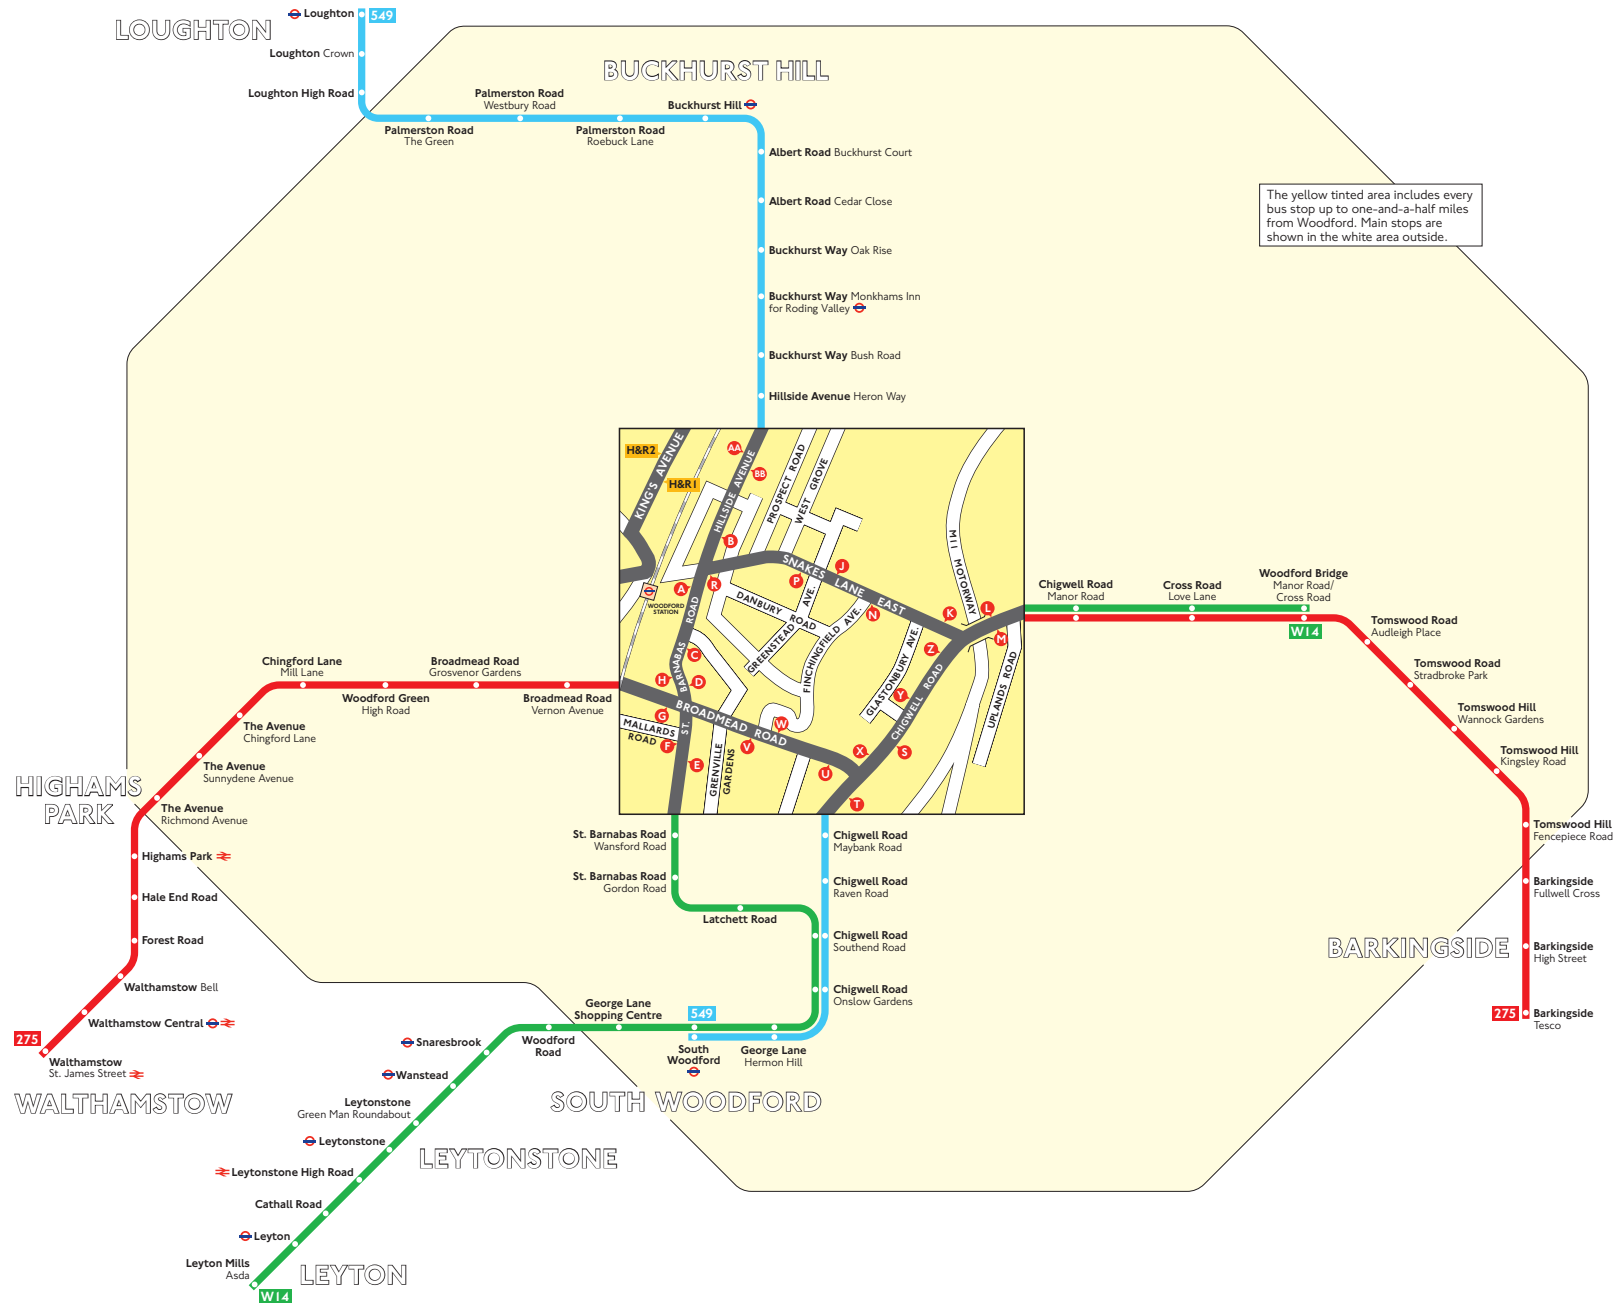 LOUGHTON
Loughton
549
Loughton Crown
Loughton High Road
BUCKHURST HILL
Palmerston Road
Westbury Road
Buckhurst Hill
Palmerston Road
The Green
Palmerston Road
Roebuck Lane
Albert Road Buckhurst Court
Albert Road Cedar Close
Buckhurst Way Oak Rise
Buckhurst Way Monkhams Inn
for Roding Valley
Buckhurst Way Bush Road
Hillside Avenue Heron Way
The yellow tinted area includes every
bus stop up to one-and-a-half miles
from Woodford. Main stops are
shown in the white area outside.
H&R2
H&R1
KING'S AVENUE
AA
BB
HILLSIDE AVENUE
PROSPECT ROAD
WEST GROVE
M11 MOTORWAY
B
SNAKES LANE EAST
J
P
A
R
WOODFORD
STATION
DANBURY ROAD
GREENSTEAD AVE.
FINCHINGFIELD AVE.
N
K
L
M
Z
ST. BARNABAS ROAD
C
H
D
G
BROADMEAD ROAD
MALLARDS
ROAD
F
E
GRENVILLE
GARDENS
V
W
GLASTONBURY AVE.
Y
CHIGWELL ROAD
UPLANDS ROAD
X
S
U
T
Chigwell Road
Manor Road
Cross Road
Love Lane
Woodford Bridge
Manor Road/
Cross Road
W14
Tomswood Road
Audleigh Place
Tomswood Road
Stradbroke Park
Tomswood Hill
Wannock Gardens
Tomswood Hill
Kingsley Road
Tomswood Hill
Fencepiece Road
Barkingside
Fullwell Cross
BARKINGSIDE
Barkingside
High Street
275
Barkingside
Tesco
Chingford Lane
Mill Lane
Broadmead Road
Grosvenor Gardens
Woodford Green
High Road
Broadmead Road
Vernon Avenue
The Avenue
Chingford Lane
The Avenue
Sunnydene Avenue
HIGHAMS
PARK
The Avenue
Richmond Avenue
Highams Park
Hale End Road
Forest Road
Walthamstow Bell
Walthamstow Central
275
Walthamstow
St. James Street
WALTHAMSTOW
St. Barnabas Road
Wansford Road
St. Barnabas Road
Gordon Road
Latchett Road
Chigwell Road
Maybank Road
Chigwell Road
Raven Road
Chigwell Road
Southend Road
Chigwell Road
Onslow Gardens
George Lane
Shopping Centre
549
Woodford
Road
South
Woodford
George Lane
Hermon Hill
SOUTH WOODFORD
Snaresbrook
Wanstead
Leytonstone
Green Man Roundabout
Leytonstone
LEYTONSTONE
Leytonstone High Road
Cathall Road
Leyton
Leyton Mills
Asda
LEYTON
W14